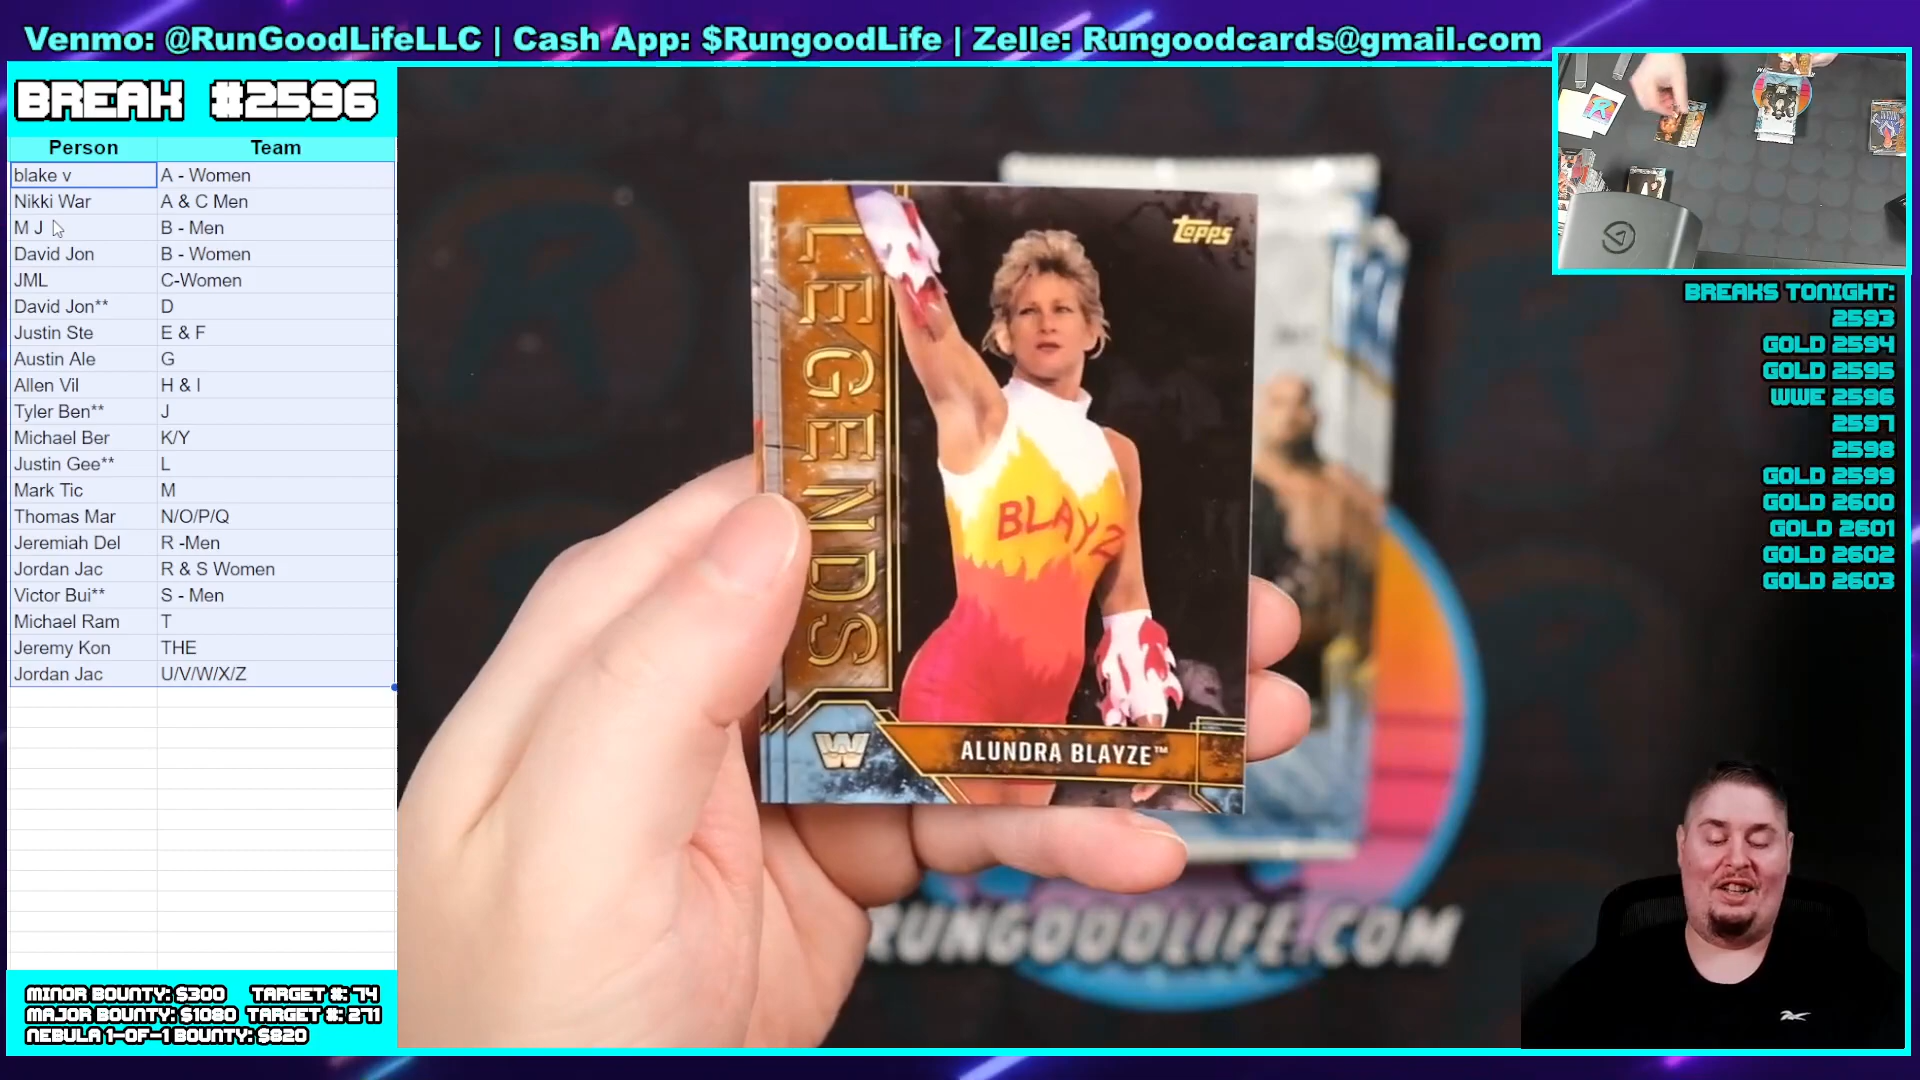 Venmo: @RunGoodLifeLLC | Cash App: $RungoodLife | Zelle: Rungoodcards@gmail.com
BREAK #2596
Person Team
blake v A - Women
Nikki War A & C Men
M J B - Men
David Jon B - Women
JML C-Women
David Jon** D
Justin Ste E & F
Austin Ale G
Allen Vil H & I
Tyler Ben** J
Michael Ber K/Y
Justin Gee** L
Mark Tic M
Thomas Mar N/O/P/Q
Jeremiah Del R -Men
Jordan Jac R & S Women
Victor Bui** S - Men
Michael Ram T
Jeremy Kon THE
Jordan Jac U/V/W/X/Z
MINOR BOUNTY: $300 TARGET #: 74
MAJOR BOUNTY: $1080 TARGET #: 271
NEBULA 1-OF-1 BOUNTY: $820
LEGENDS
Topps
BLAYZ
W
ALUNDRA BLAYZE™
RUNGOODLIFE.COM
R
BREAKS TONIGHT:
2593
GOLD 2594
GOLD 2595
WWE 2596
2597
2598
GOLD 2599
GOLD 2600
GOLD 2601
GOLD 2602
GOLD 2603